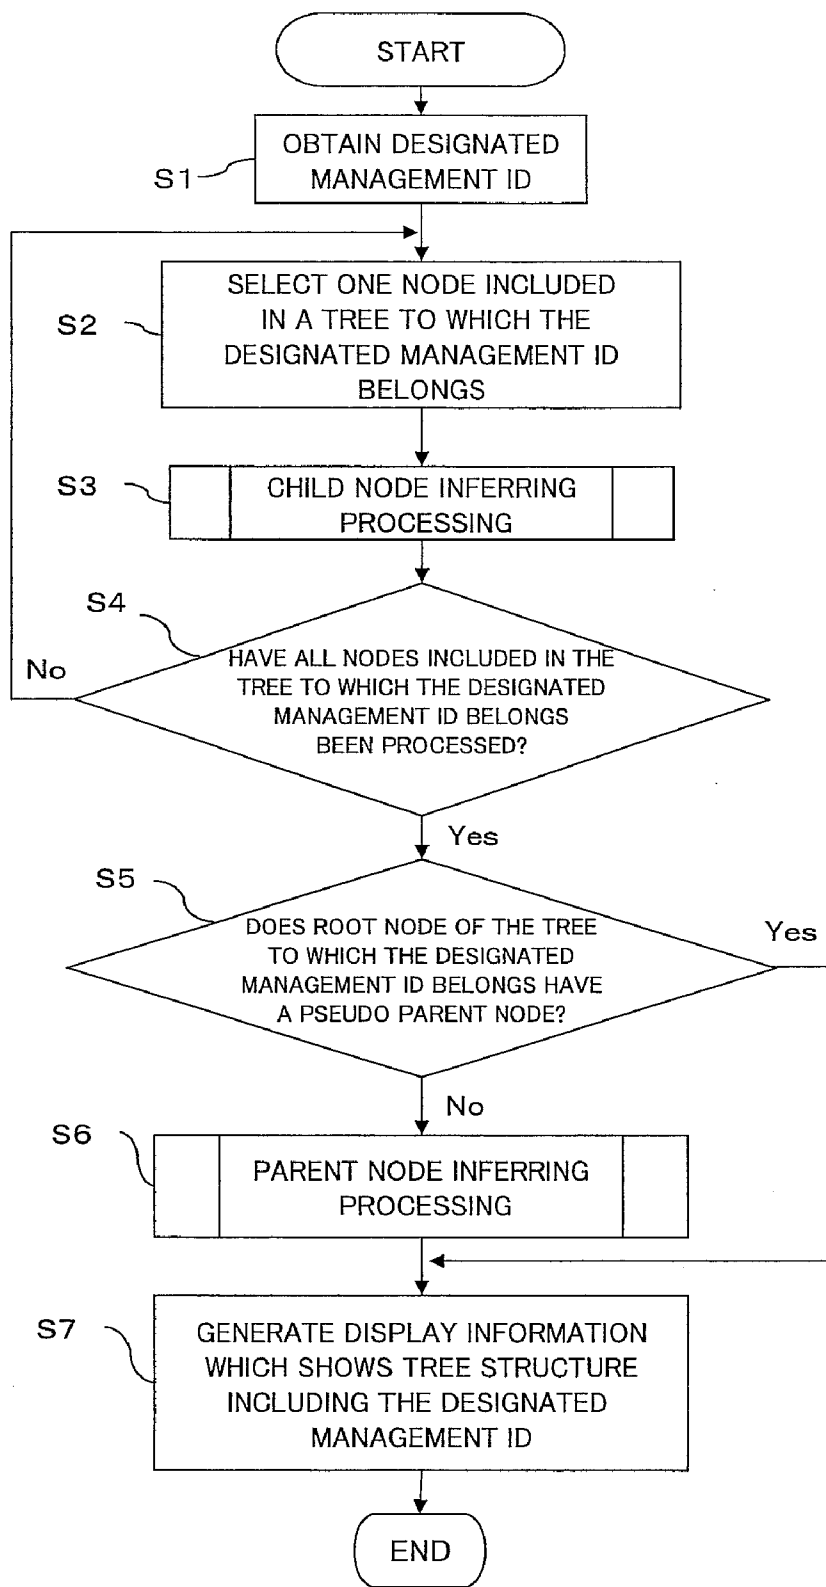 START
OBTAIN DESIGNATED
MANAGEMENT ID
S1
SELECT ONE NODE INCLUDED
IN A TREE TO WHICH THE
DESIGNATED MANAGEMENT ID
BELONGS
S2
S3
CHILD NODE INFERRING
PROCESSING
S4
No
HAVE ALL NODES INCLUDED IN THE
TREE TO WHICH THE DESIGNATED
MANAGEMENT ID BELONGS
BEEN PROCESSED?
Yes
S5
DOES ROOT NODE OF THE TREE
TO WHICH THE DESIGNATED
MANAGEMENT ID BELONGS HAVE
A PSEUDO PARENT NODE?
Yes
No
S6
PARENT NODE INFERRING
PROCESSING
S7
GENERATE DISPLAY INFORMATION
WHICH SHOWS TREE STRUCTURE
INCLUDING THE DESIGNATED
MANAGEMENT ID
END